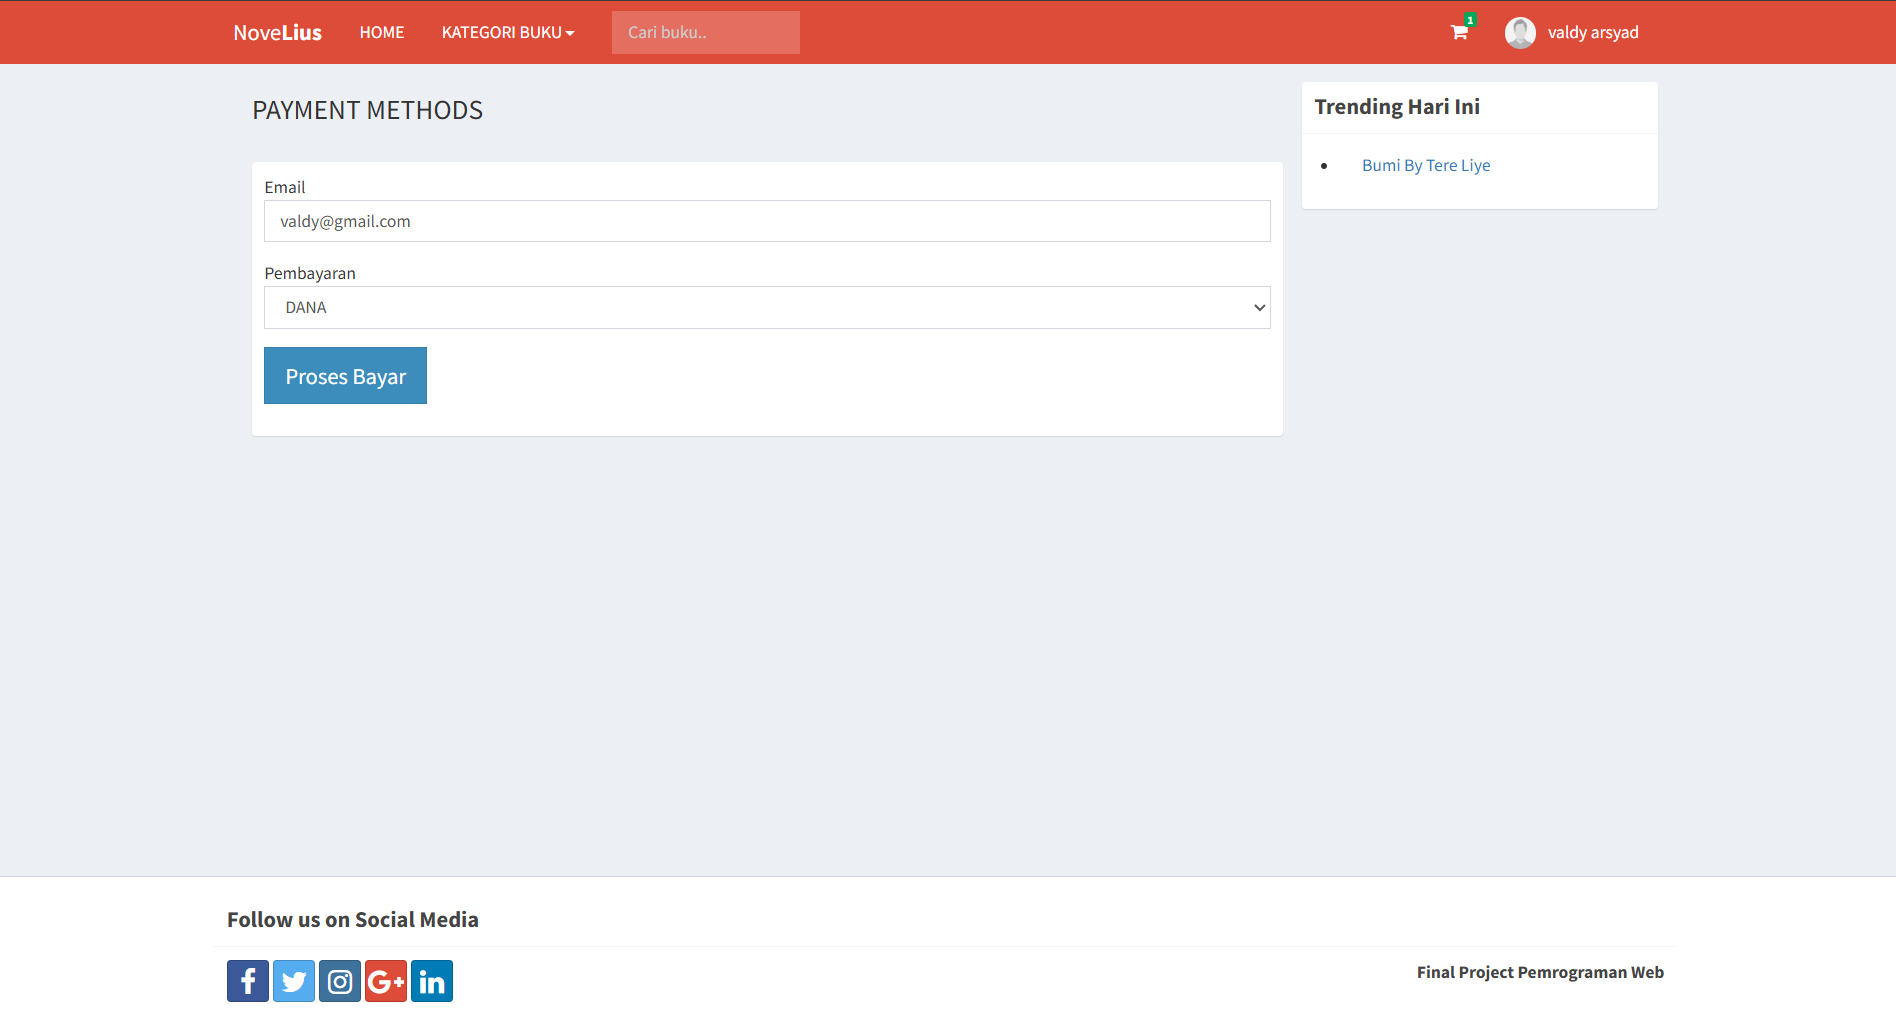 NoveLius HOME KATEGORI BUKU Cari buku.. 1 valdy arsyad
PAYMENT METHODS
Email
valdy@gmail.com
Pembayaran
DANA
Proses Bayar
Trending Hari Ini
Bumi By Tere Liye
Follow us on Social Media
Final Project Pemrograman Web